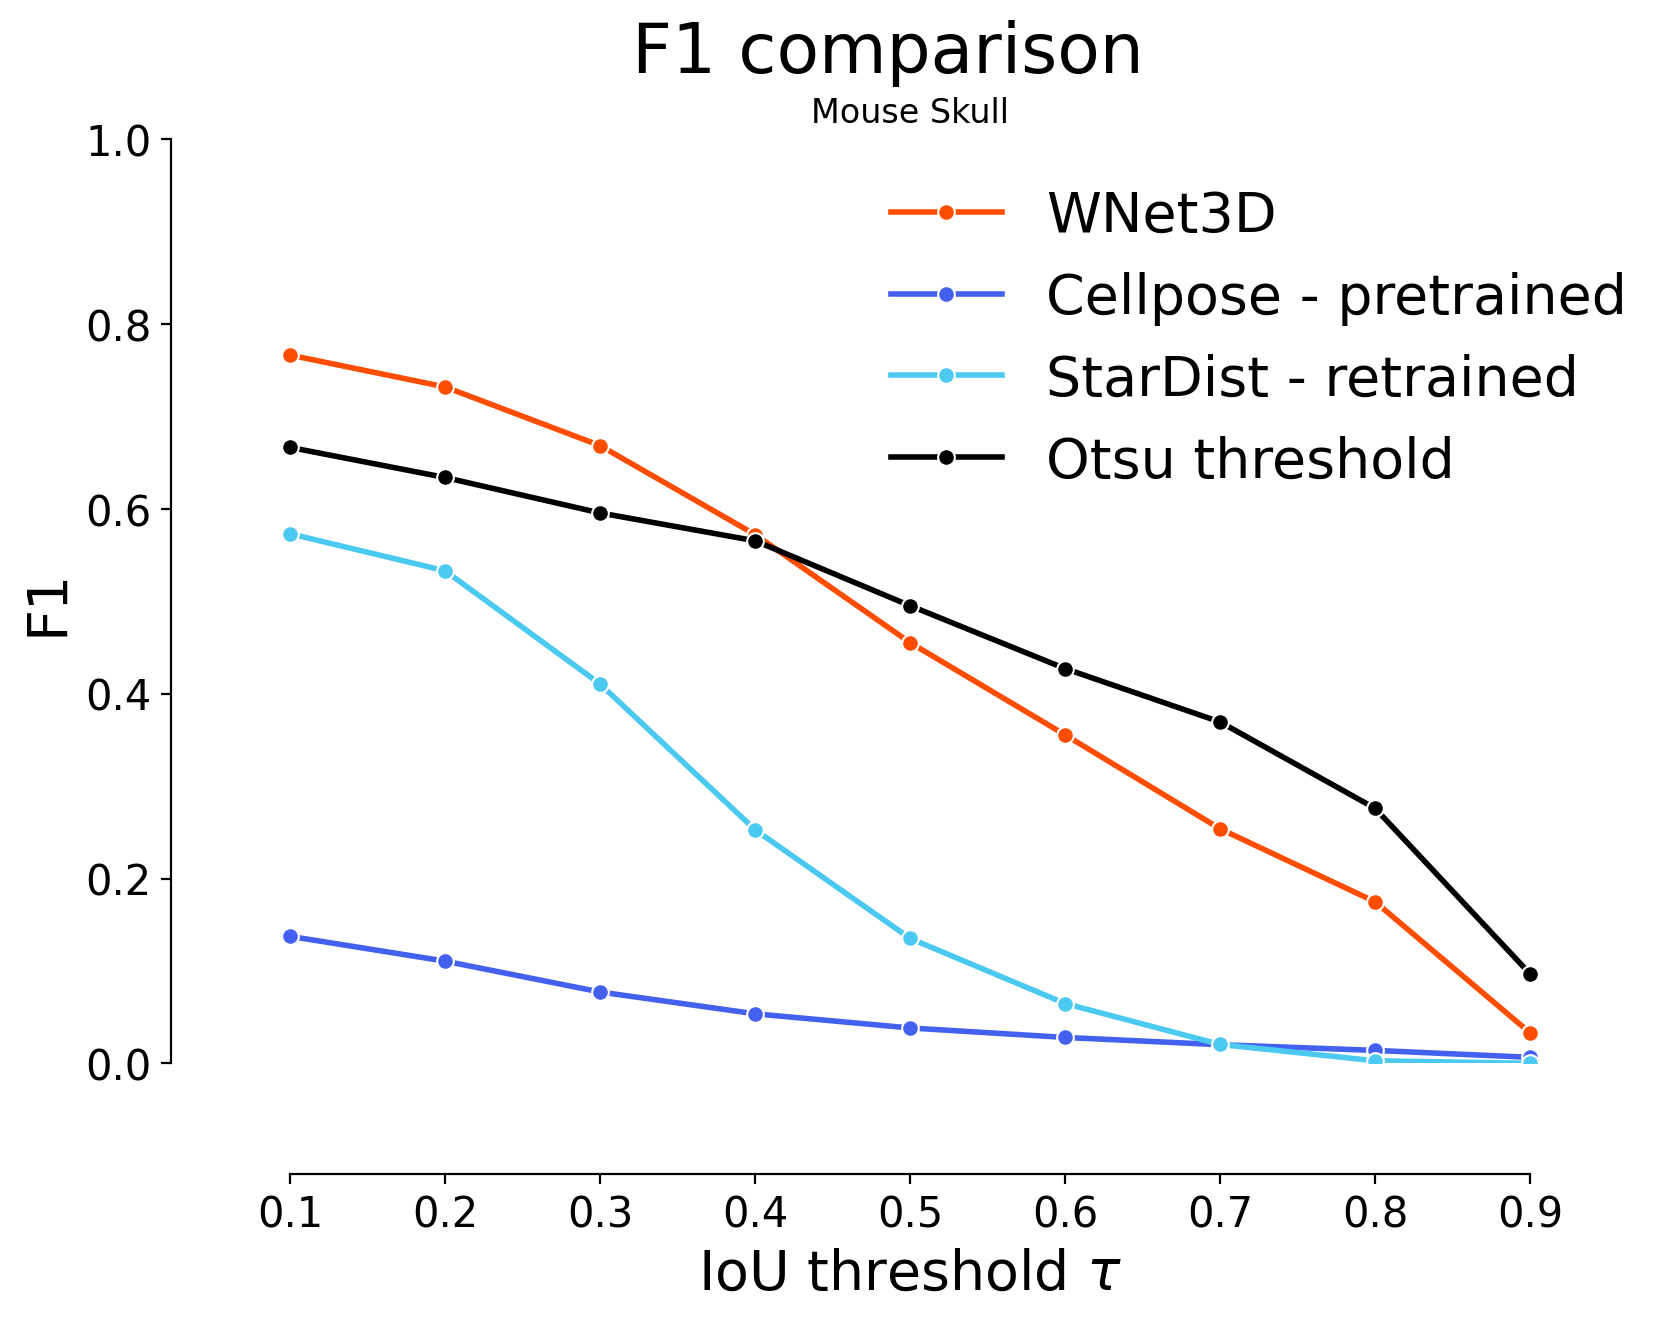 F1 comparison
Mouse Skull
1.0
0.8
0.6
0.4
0.2
0.0
F1
WNet3D
Cellpose - pretrained
StarDist - retrained
Otsu threshold
0.1 0.2 0.3 0.4 0.5 0.6 0.7 0.8 0.9
IoU threshold τ